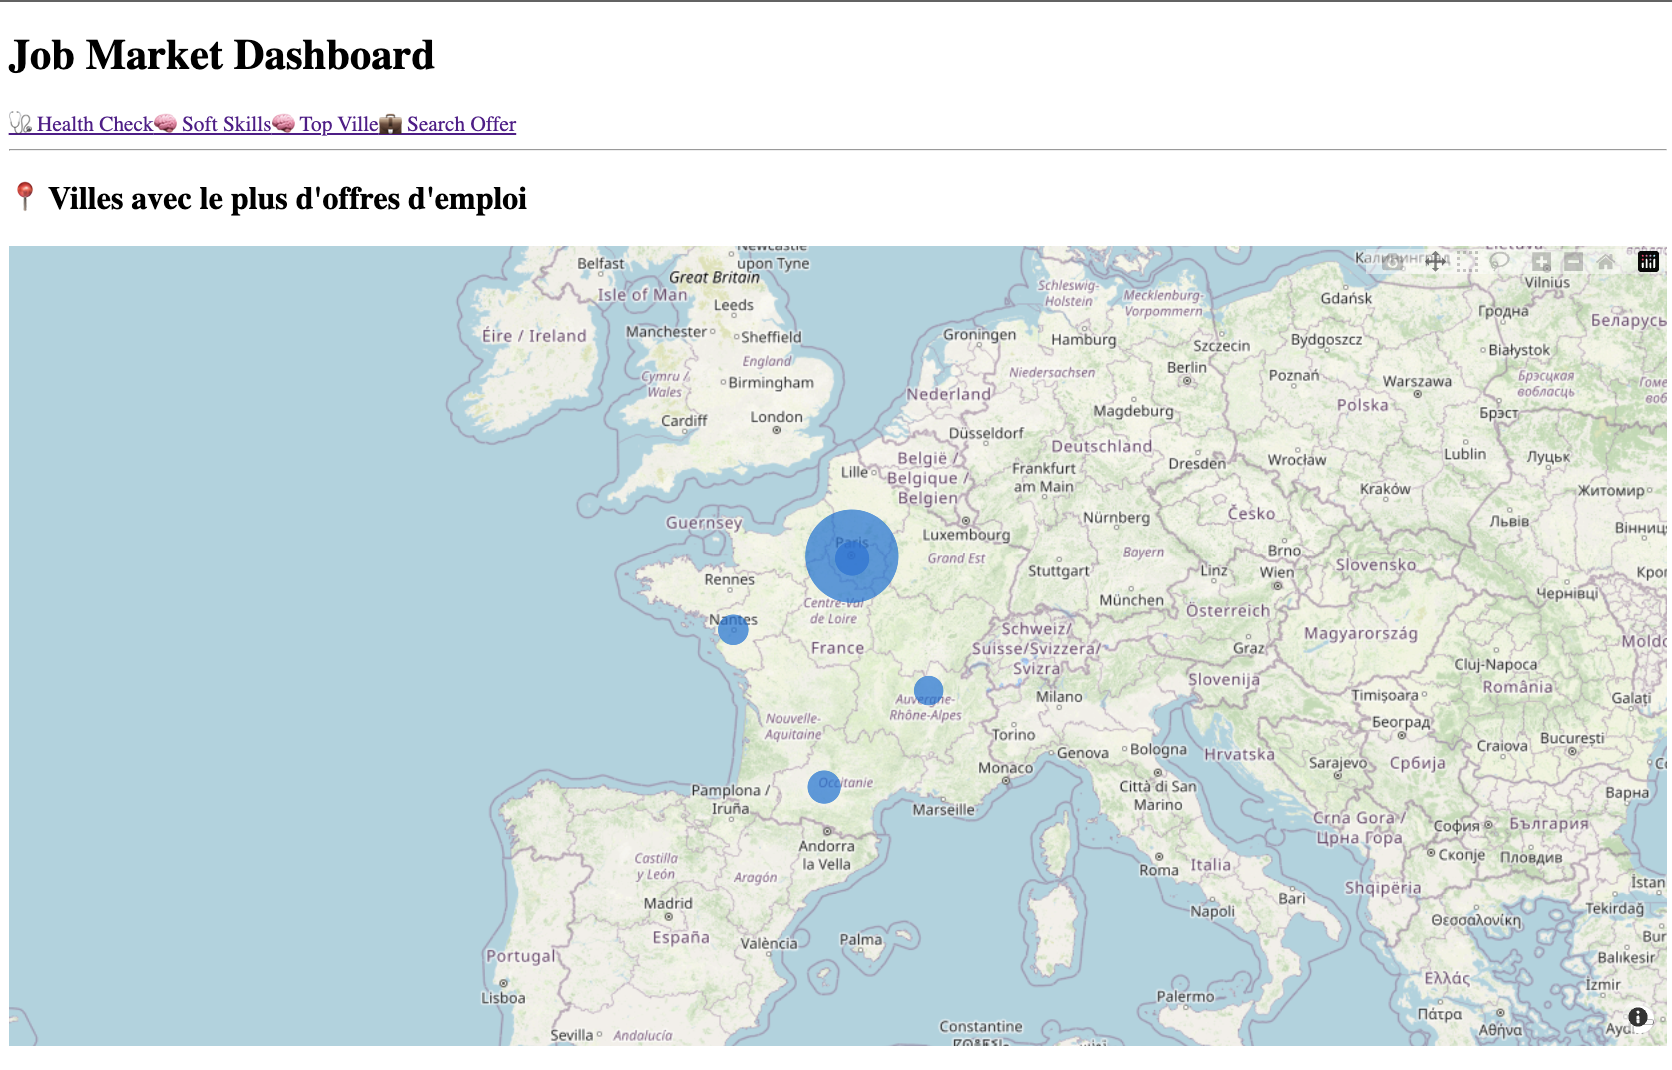 Job Market Dashboard
Health Check Soft Skills Top Ville Search Offer
Villes avec le plus d'offres d'emploi
Newcastle
upon Tyne
Belfast
Great Britain
Isle of Man
Leeds
Éire / Ireland
Manchester
Sheffield
England
Cymru /
Wales
Birmingham
Cardiff
London
Schleswig-
Holstein
Mecklenburg-
Vorpommern
Groningen
Hamburg
Szczecin
Gdańsk
Калининград
Lietuva
Vilnius
Гродна
Беларусь
Bydgoszcz
Białystok
Niedersachsen
Berlin
Poznań
Warszawa
Брэсцкая
вобласць
Nederland
Magdeburg
Polska
Брэст
Düsseldorf
Deutschland
België /
Belgique /
Belgien
Lille
Frankfurt
am Main
Dresden
Wrocław
Lublin
Луцьк
Kraków
Житомир
Guernsey
Luxembourg
Nürnberg
Česko
Львів
Paris
Grand Est
Bayern
Brno
Slovensko
Rennes
Stuttgart
Linz
Wien
Чернівці
Centre-Val
de Loire
München
Österreich
Nantes
France
Schweiz/
Suisse/Svizzera/
Svizra
Graz
Magyarország
Cluj-Napoca
România
Slovenija
Auvergne-
Rhône-Alpes
Milano
Timișoara
Galați
Nouvelle-
Aquitaine
Torino
Genova
Bologna
Hrvatska
Београд
Craiova
București
Monaco
Sarajevo
Србија
Occitanie
Pamplona /
Iruña
Marseille
Città di San
Marino
Варна
Crna Gora /
Црна Гора
София
България
Andorra
la Vella
Скопје
Пловдив
Castilla
y León
Aragón
Roma
Italia
Shqipëria
Madrid
Napoli
Bari
Θεσσαλονίκη
Tekirdağ
España
València
Palma
Balıkesir
Portugal
Ελλάς
İzmir
Lisboa
Palermo
Πάτρα
Αθήνα
Sevilla
Andalucía
Constantine